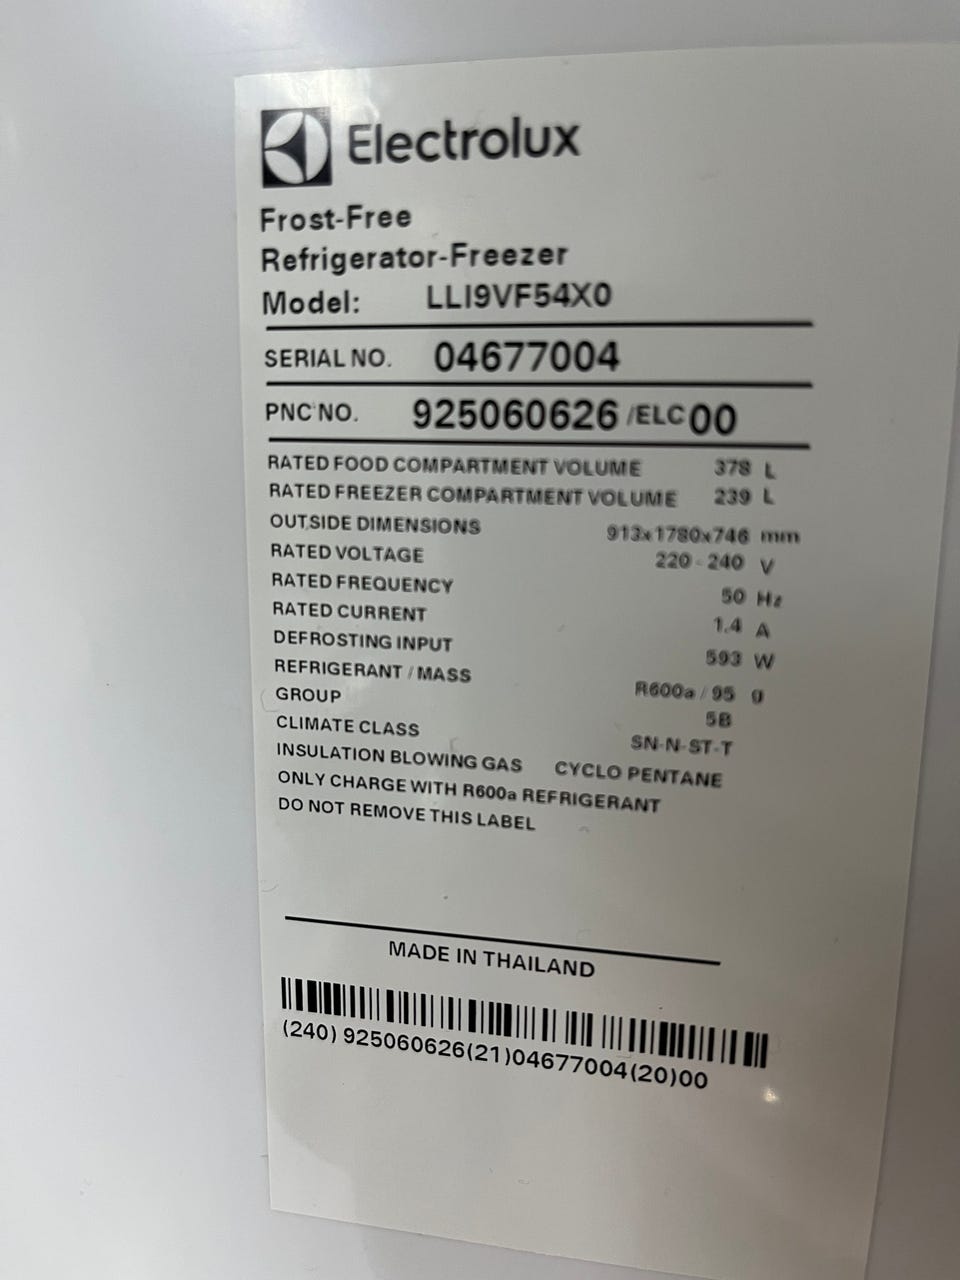 Electrolux
Frost-Free
Refrigerator-Freezer
Model: LLI9VF54X0
SERIAL NO. 04677004
PNC NO. 925060626 /ELC 00
RATED FOOD COMPARTMENT VOLUME 378 L
RATED FREEZER COMPARTMENT VOLUME 239 L
OUTSIDE DIMENSIONS 913x1780x746 mm
RATED VOLTAGE 220-240 V
RATED FREQUENCY 50 Hz
RATED CURRENT 1.4 A
DEFROSTING INPUT 593 W
REFRIGERANT / MASS R600a / 95 g
GROUP 5B
CLIMATE CLASS SN-N-ST-T
INSULATION BLOWING GAS CYCLO PENTANE
ONLY CHARGE WITH R600a REFRIGERANT
DO NOT REMOVE THIS LABEL
MADE IN THAILAND
(240) 925060626(21)04677004(20)00